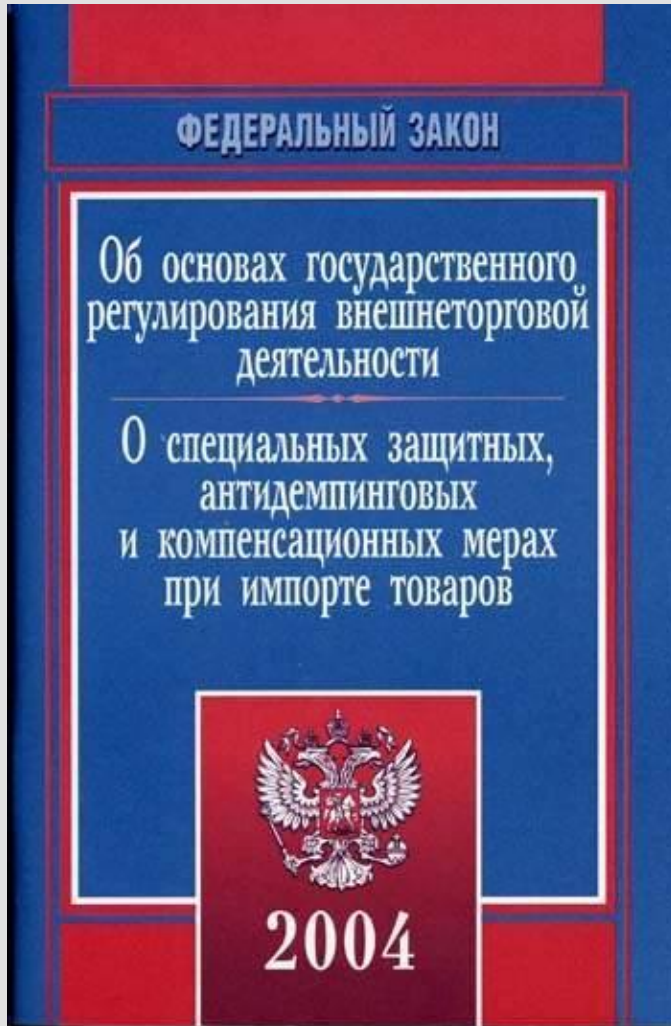 ФЕДЕРАЛЬНЫЙ ЗАКОН
Об основах государственного
регулирования внешнеторговой
деятельности
О специальных защитных,
антидемпинговых
и компенсационных мерах
при импорте товаров
2004